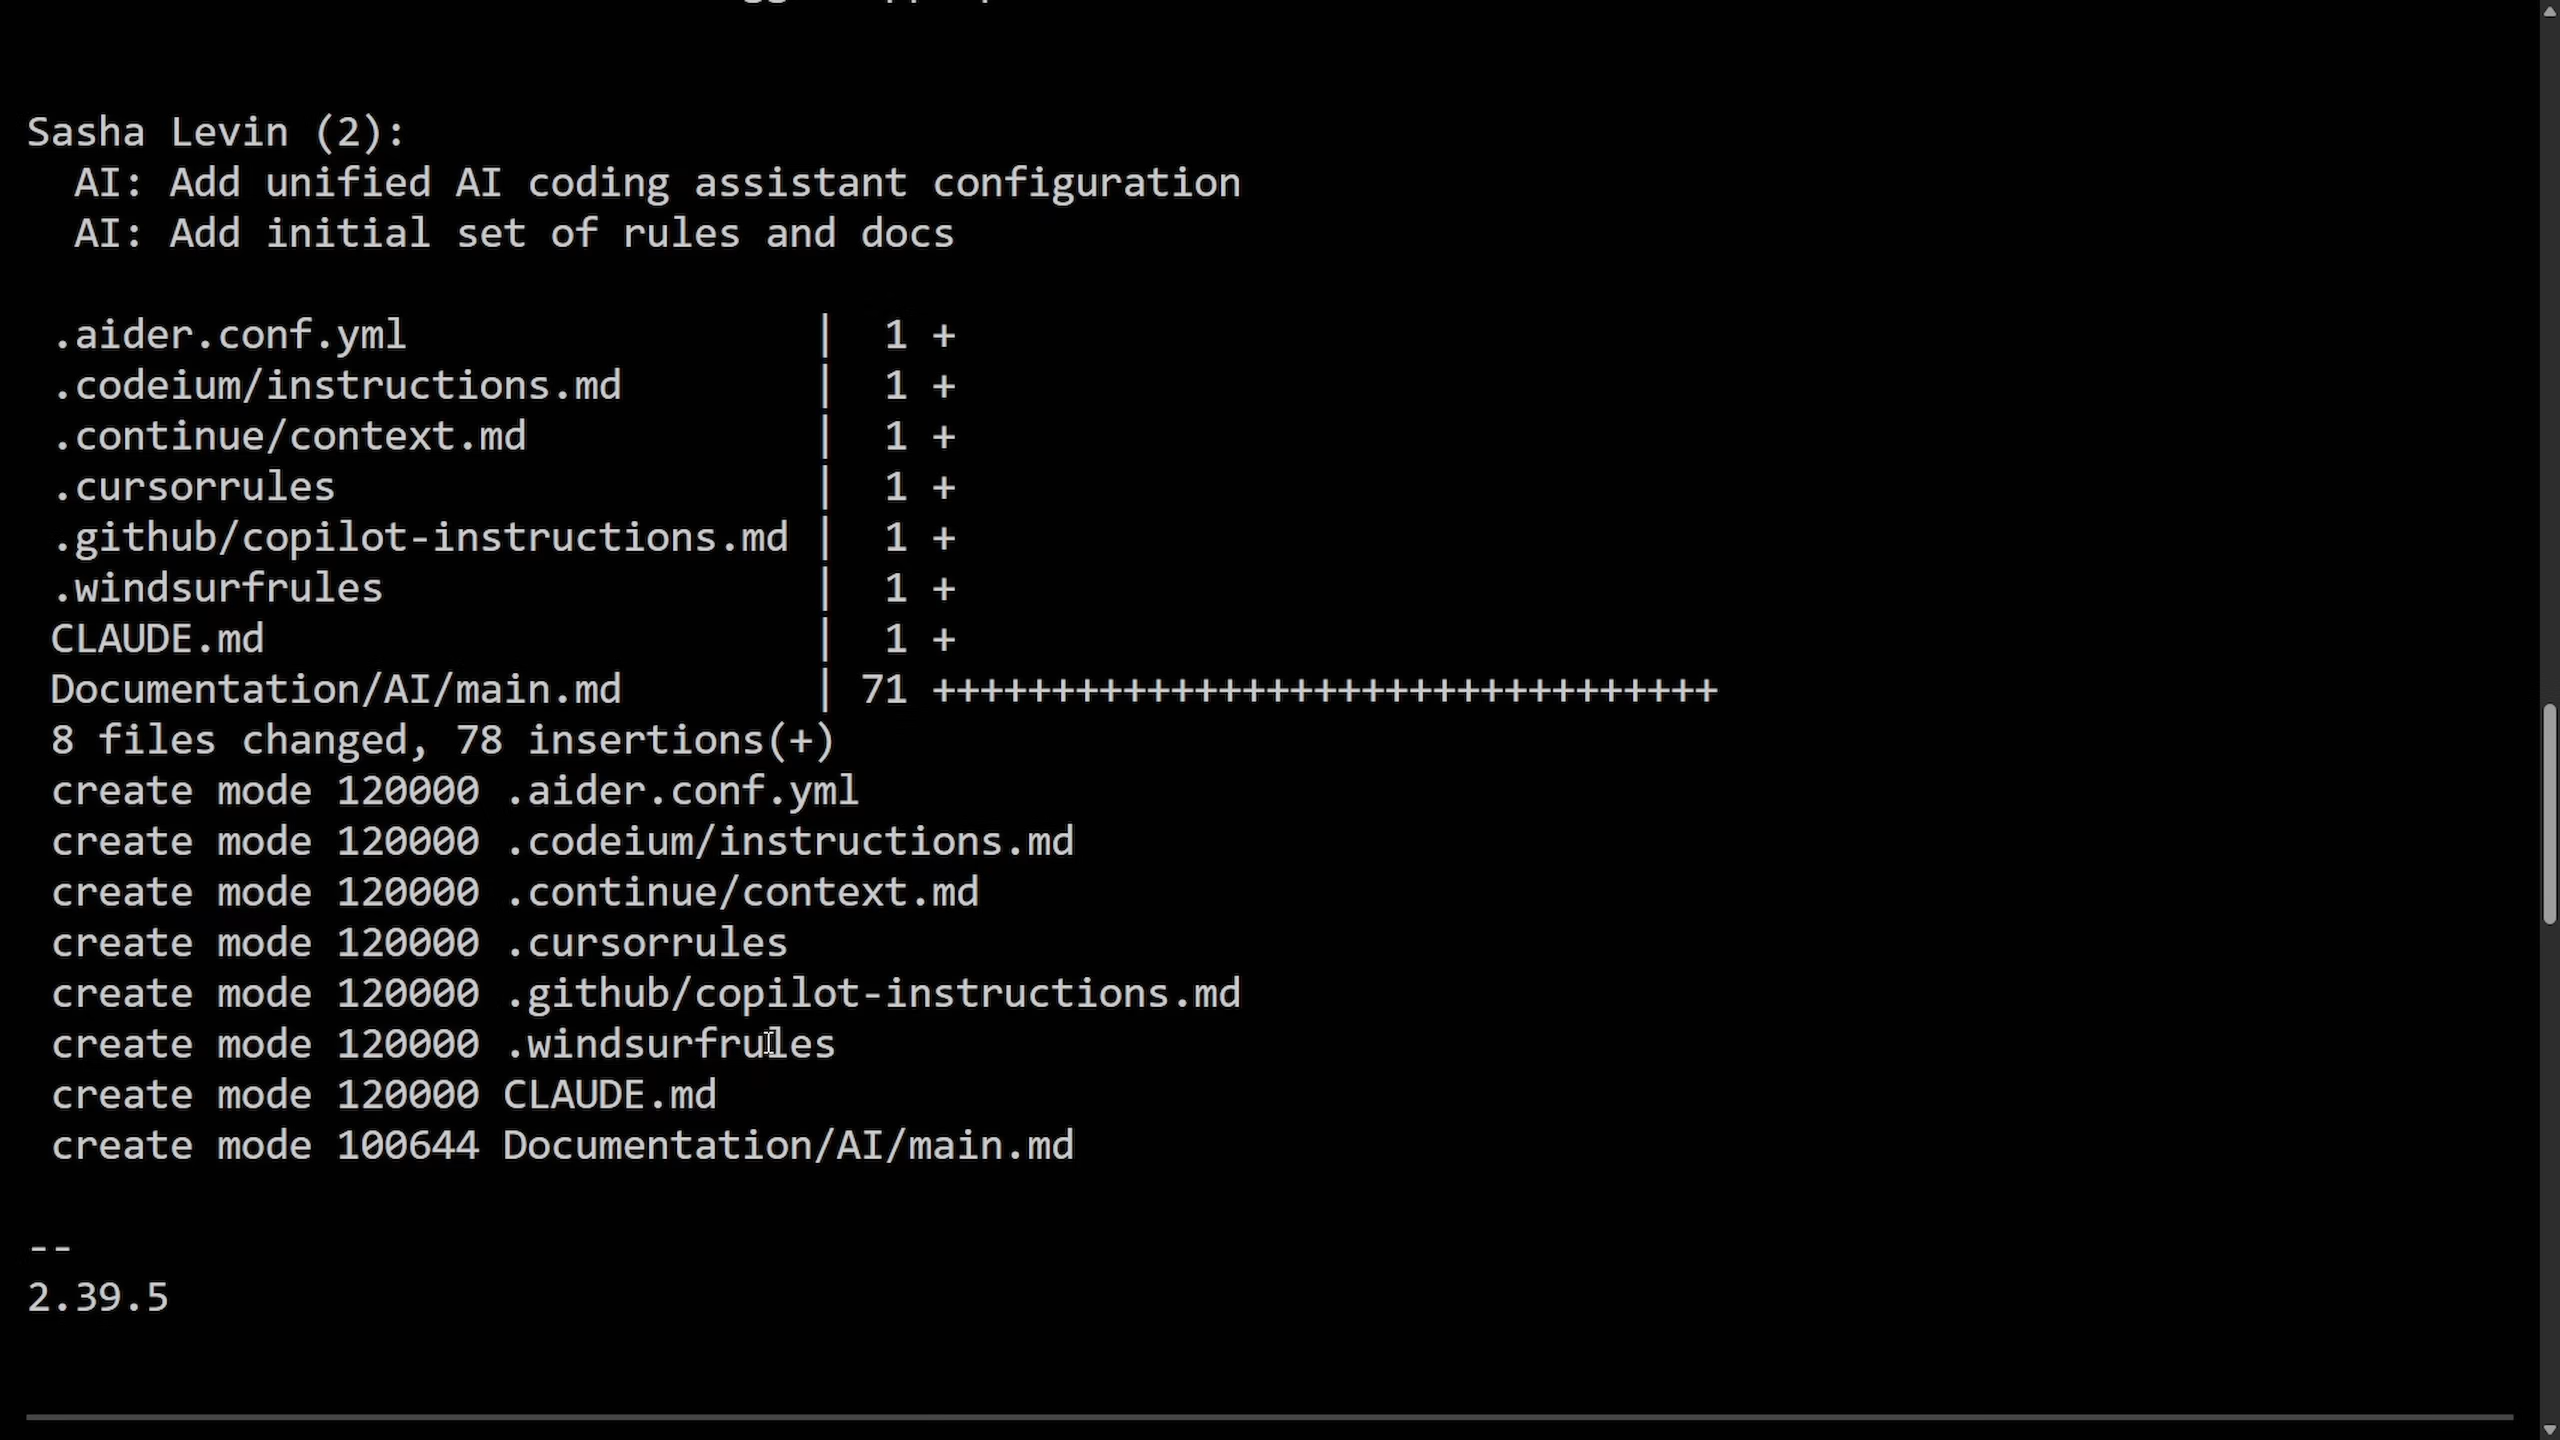 Sasha Levin (2):
  AI: Add unified AI coding assistant configuration
  AI: Add initial set of rules and docs
 .aider.conf.yml                 |  1 +
 .codeium/instructions.md        |  1 +
 .continue/context.md            |  1 +
 .cursorrules                    |  1 +
 .github/copilot-instructions.md |  1 +
 .windsurfrules                  |  1 +
 CLAUDE.md                       |  1 +
 Documentation/AI/main.md        | 71 +++++++++++++++++++++++++++++++++
 8 files changed, 78 insertions(+)
 create mode 120000 .aider.conf.yml
 create mode 120000 .codeium/instructions.md
 create mode 120000 .continue/context.md
 create mode 120000 .cursorrules
 create mode 120000 .github/copilot-instructions.md
 create mode 120000 .windsurfrules
 create mode 120000 CLAUDE.md
 create mode 100644 Documentation/AI/main.md
--
2.39.5